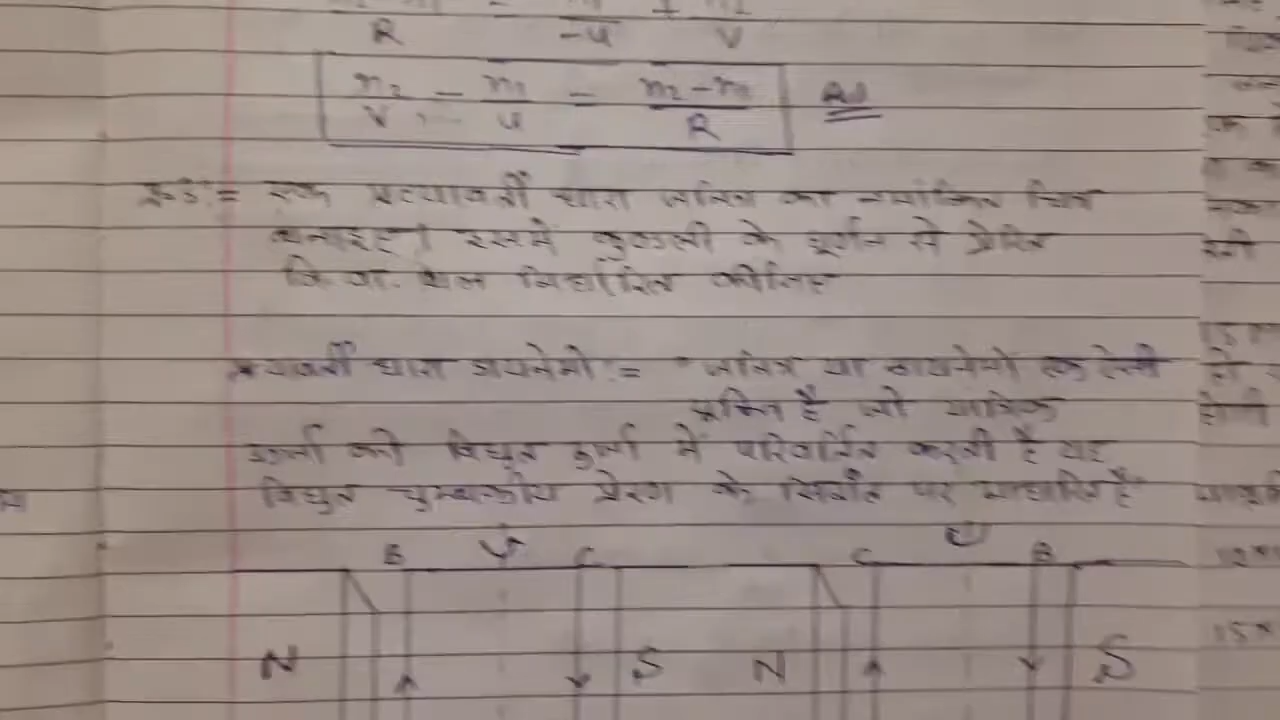 R -u v
n₂/v - n₁/u = n₂-n₁/R
एक प्रत्यावर्ती धारा जनित्र का नामांकित चित्र
बनाइए। इसमें कुण्डली के घूर्णन से प्रेरित
वि. वा. बल निर्धारित कीजिए
प्रत्यावर्ती धारा डायनेमो := "जनित्र या डायनेमो एक ऐसी
युक्ति है जो यांत्रिक
ऊर्जा को विधुत ऊर्जा में परिवर्तित करती है यह
विधुत चुम्बकीय प्रेरण के सिद्धांत पर आधारित है"
B C C B
N S N S